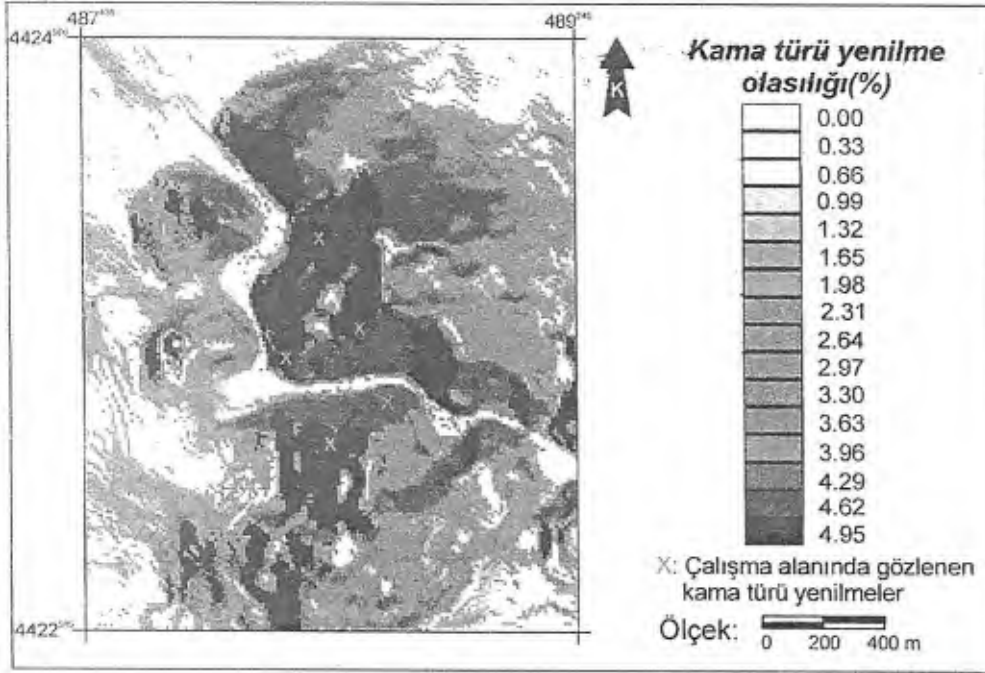 487
489
4424
K
Kama türü yenilme
olasılığı(%)
0.00
0.33
0.66
0.99
1.32
1.65
1.98
2.31
2.64
2.97
3.30
3.63
3.96
4.29
4.62
4.95
X
X
X
X
X
X
X: Çalışma alanında gözlenen
kama türü yenilmeler
4422
Ölçek:
0 200 400 m